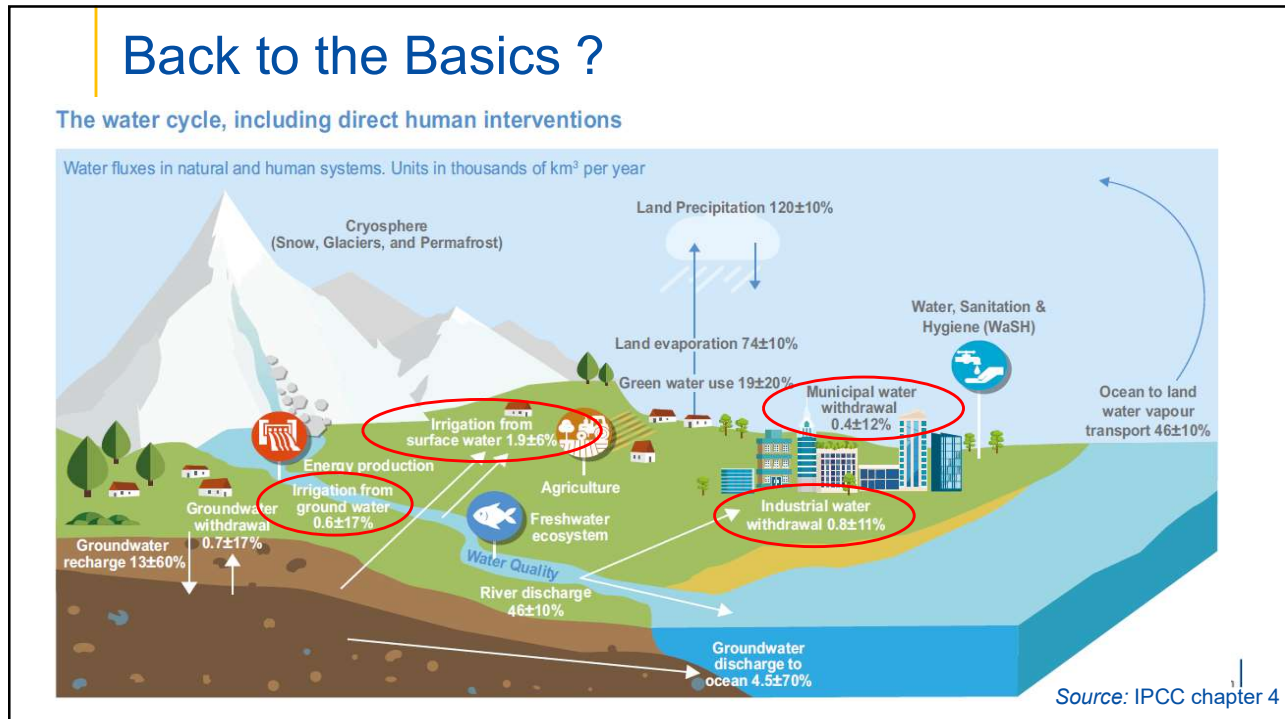 Back to the Basics ?
The water cycle, including direct human interventions
Water fluxes in natural and human systems. Units in thousands of km³ per year
Land Precipitation 120±10%
Cryosphere
(Snow, Glaciers, and Permafrost)
Water, Sanitation &
Hygiene (WaSH)
Land evaporation 74±10%
Green water use 19±20%
Municipal water
withdrawal
0.4±12%
Ocean to land
water vapour
transport 46±10%
Irrigation from
surface water 1.9±6%
Energy production
Agriculture
Irrigation from
ground water
0.6±17%
Groundwater
withdrawal
0.7±17%
Industrial water
withdrawal 0.8±11%
Freshwater
ecosystem
Groundwater
recharge 13±60%
Water Quality
River discharge
46±10%
Groundwater
discharge to
ocean 4.5±70%
Source: IPCC chapter 4